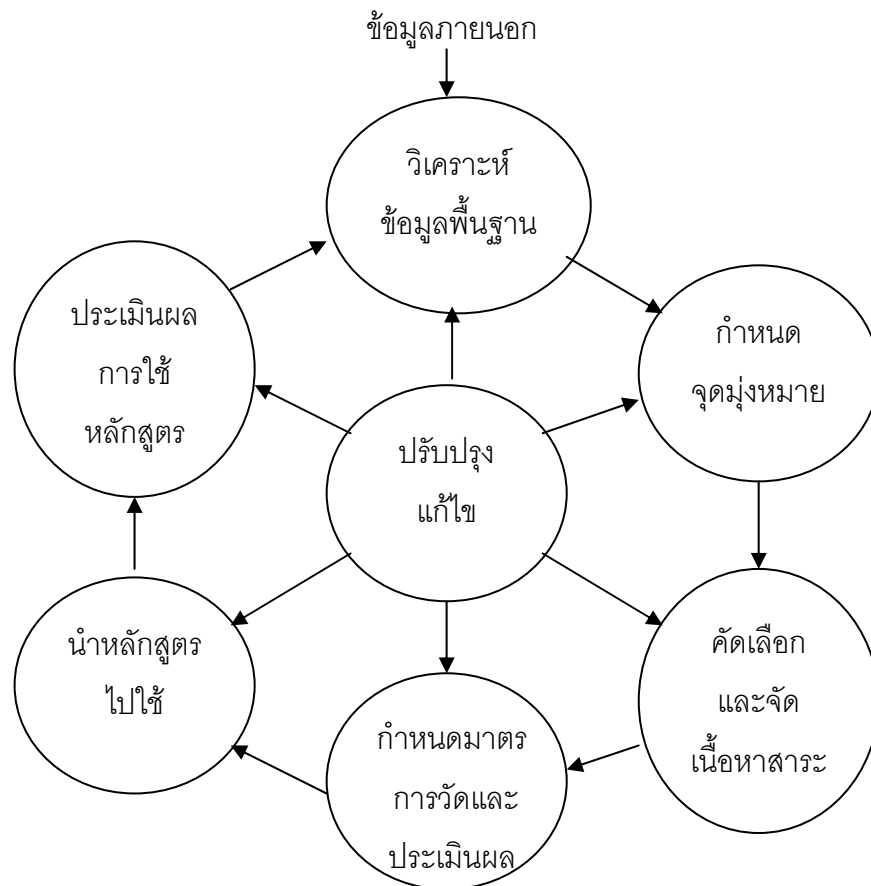 ข้อมูลภายนอก
วิเคราะห์
ข้อมูลพื้นฐาน
กำหนด
จุดมุ่งหมาย
คัดเลือก
และจัด
เนื้อหาสาระ
กำหนดมาตร
การวัดและ
ประเมินผล
นำหลักสูตร
ไปใช้
ประเมินผล
การใช้
หลักสูตร
ปรับปรุง
แก้ไข